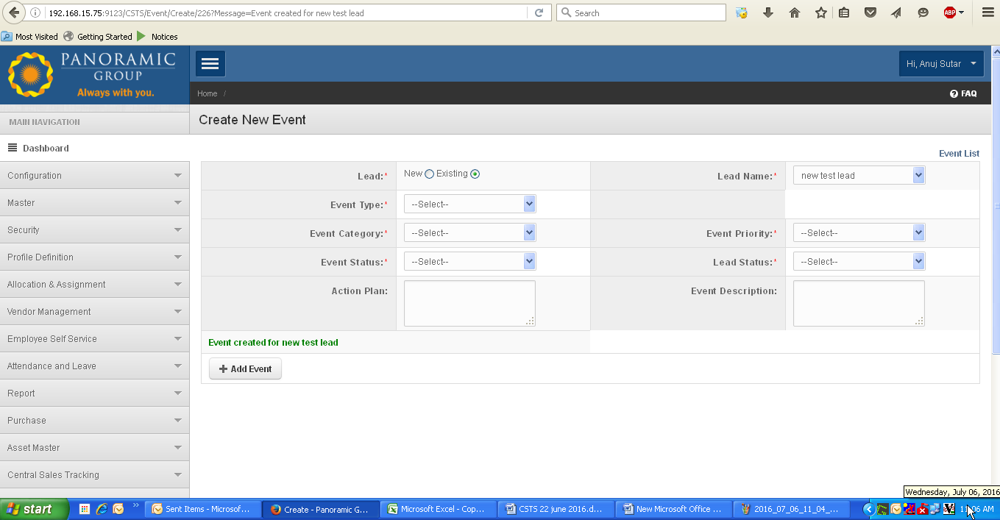 192.168.15.75:9123/CSTS/Event/Create/226?Message=Event created for new test lead
Search
ABP
Most Visited Getting Started Notices
PANORAMIC
GROUP
Always with you.
Hi, Anuj Sutar
Home /
FAQ
MAIN NAVIGATION
Create New Event
Dashboard
Event List
Configuration
Master
Security
Profile Definition
Allocation & Assignment
Vendor Management
Employee Self Service
Attendance and Leave
Report
Purchase
Asset Master
Central Sales Tracking
Lead:* New Existing Lead Name:* new test lead
Event Type:* --Select--
Event Category:* --Select-- Event Priority:* --Select--
Event Status:* --Select-- Lead Status:* --Select--
Action Plan: Event Description:
Event created for new test lead
+ Add Event
Wednesday, July 06, 2016
start
Sent Items - Microsof...
Create - Panoramic G...
Microsoft Excel - Cop...
CSTS 22 june 2016.d...
New Microsoft Office ...
2016_07_06_11_04_...
06 AM